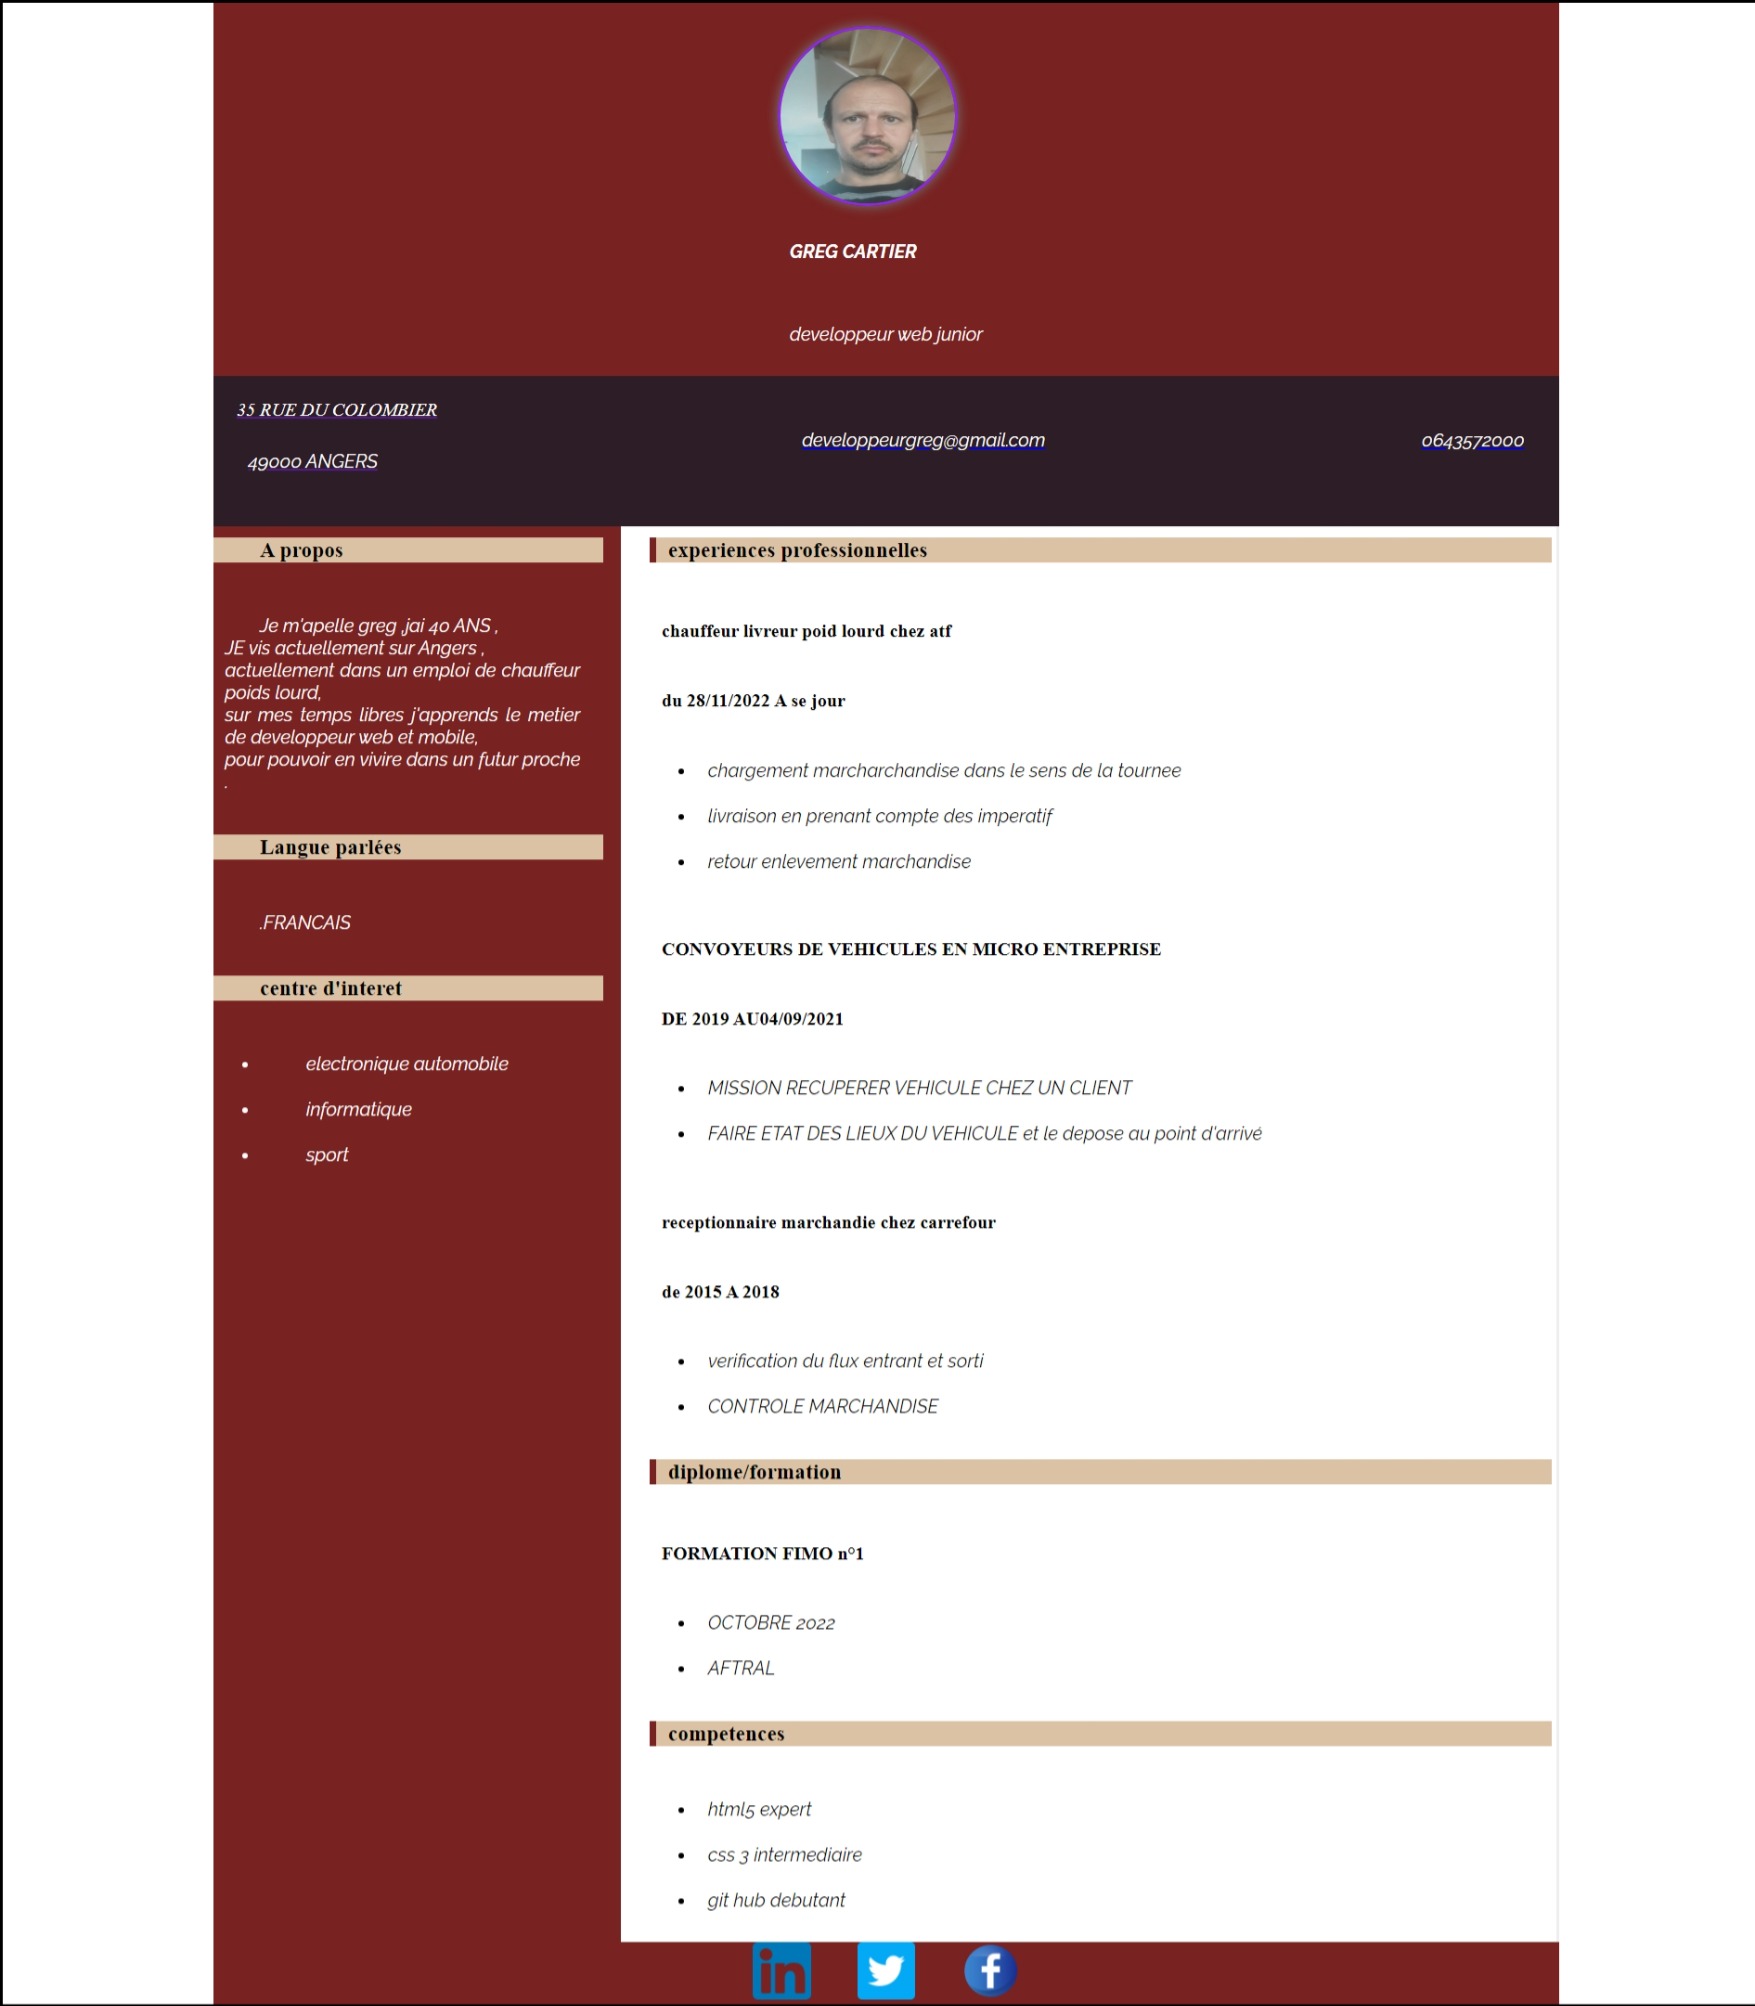 GREG CARTIER
developpeur web junior
35 RUE DU COLOMBIER
49000 ANGERS
developpeurgreg@gmail.com
0643572000
A propos
Je m'apelle greg ,jai 40 ANS ,
JE vis actuellement sur Angers ,
actuellement dans un emploi de chauffeur
poids lourd,
sur mes temps libres j'apprends le metier
de developpeur web et mobile,
pour pouvoir en vivire dans un futur proche
.
Langue parlées
.FRANCAIS
centre d'interet
• electronique automobile
• informatique
• sport
experiences professionnelles
chauffeur livreur poid lourd chez atf
du 28/11/2022 A se jour
• chargement marcharchandise dans le sens de la tournee
• livraison en prenant compte des imperatif
• retour enlevement marchandise
CONVOYEURS DE VEHICULES EN MICRO ENTREPRISE
DE 2019 AU04/09/2021
• MISSION RECUPERER VEHICULE CHEZ UN CLIENT
• FAIRE ETAT DES LIEUX DU VEHICULE et le depose au point d'arrivé
receptionnaire marchandie chez carrefour
de 2015 A 2018
• verification du flux entrant et sorti
• CONTROLE MARCHANDISE
diplome/formation
FORMATION FIMO n°1
• OCTOBRE 2022
• AFTRAL
competences
• html5 expert
• css 3 intermediaire
• git hub debutant
in
f